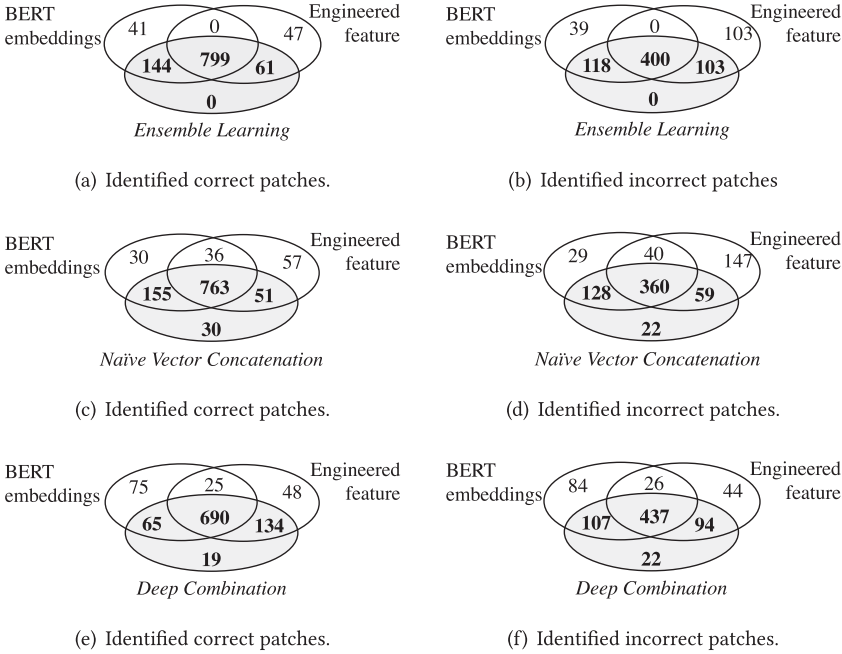 BERT
embeddings
Engineered
feature
41
0
47
144
799
61
0
Ensemble Learning
(a) Identified correct patches.
BERT
embeddings
Engineered
feature
39
0
103
118
400
103
0
Ensemble Learning
(b) Identified incorrect patches
BERT
embeddings
Engineered
feature
30
36
57
155
763
51
30
Naïve Vector Concatenation
(c) Identified correct patches.
BERT
embeddings
Engineered
feature
29
40
147
128
360
59
22
Naïve Vector Concatenation
(d) Identified incorrect patches.
BERT
embeddings
Engineered
feature
75
25
48
65
690
134
19
Deep Combination
(e) Identified correct patches.
BERT
embeddings
Engineered
feature
84
26
44
107
437
94
22
Deep Combination
(f) Identified incorrect patches.